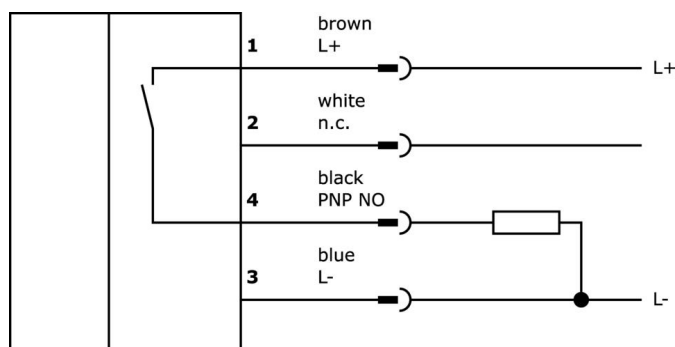 brown
1 L+
L+
white
2 n.c.
black
4 PNP NO
blue
3 L-
L-